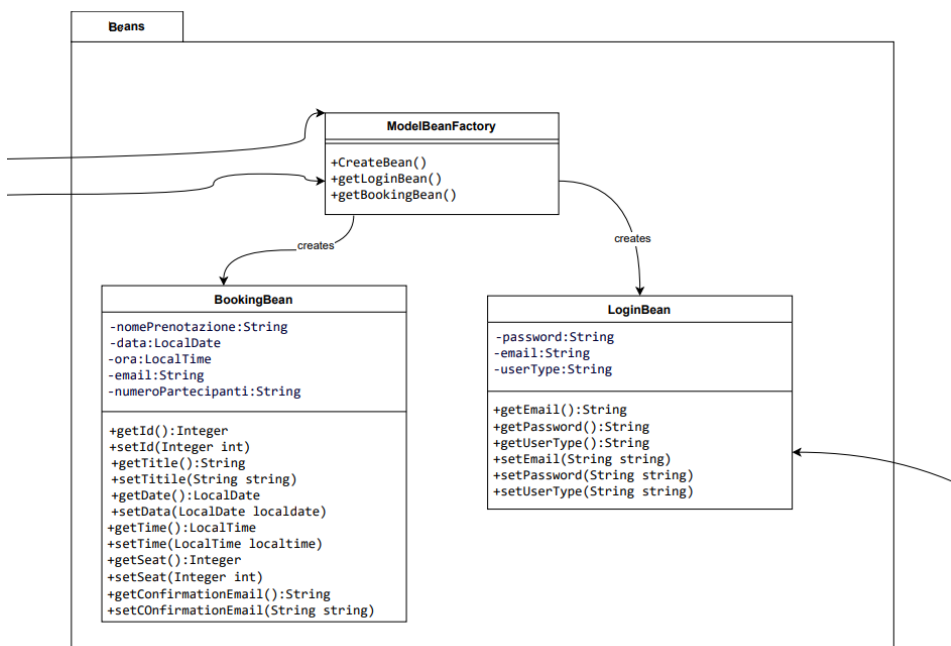 Beans
ModelBeanFactory
+CreateBean()
+getLoginBean()
+getBookingBean()
creates
creates
BookingBean
-nomePrenotazione:String
-data:LocalDate
-ora:LocalTime
-email:String
-numeroPartecipanti:String
+getId():Integer
+setId(Integer int)
+getTitle():String
+setTitile(String string)
+getDate():LocalDate
+setData(LocalDate localdate)
+getTime():LocalTime
+setTime(LocalTime localtime)
+getSeat():Integer
+setSeat(Integer int)
+getConfirmationEmail():String
+setCOnfirmationEmail(String string)
LoginBean
-password:String
-email:String
-userType:String
+getEmail():String
+getPassword():String
+getUserType():String
+setEmail(String string)
+setPassword(String string)
+setUserType(String string)